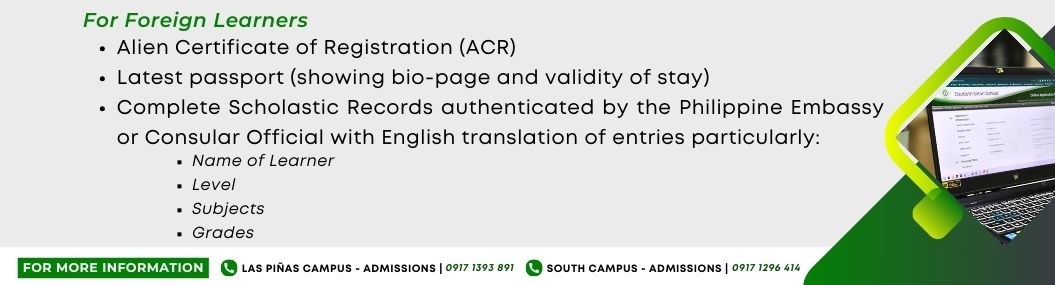 For Foreign Learners
• Alien Certificate of Registration (ACR)
• Latest passport (showing bio-page and validity of stay)
• Complete Scholastic Records authenticated by the Philippine Embassy
or Consular Official with English translation of entries particularly:
▪ Name of Learner
▪ Level
▪ Subjects
▪ Grades
FOR MORE INFORMATION LAS PIÑAS CAMPUS - ADMISSIONS | 0917 1393 891 SOUTH CAMPUS - ADMISSIONS | 0917 1296 414